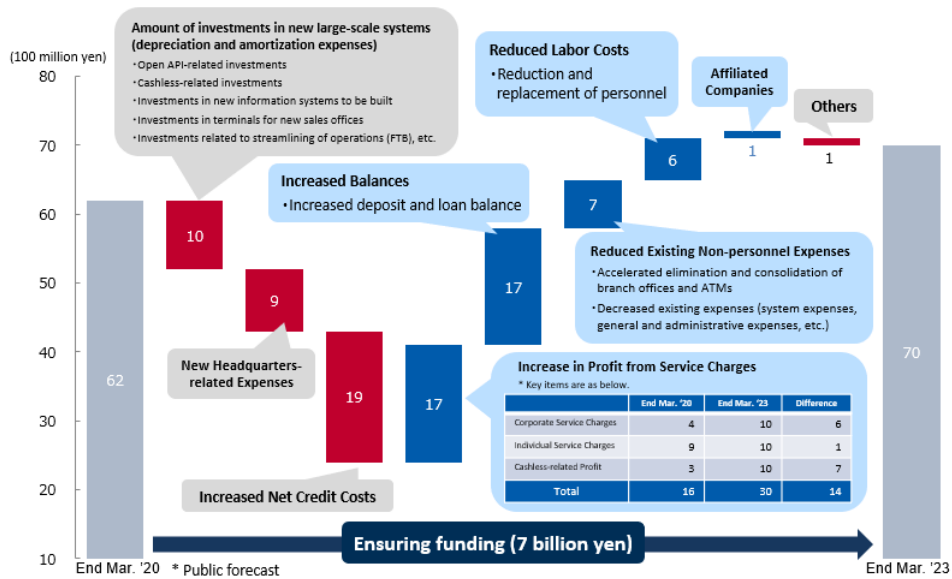 Amount of investments in new large-scale systems
(depreciation and amortization expenses)
・Open API-related investments
・Cashless-related investments
・Investments in new information systems to be built
・Investments in terminals for new sales offices
・Investments related to streamlining of operations (FTB), etc.
Reduced Labor Costs
・Reduction and
replacement of personnel
Affiliated
Companies
Others
(100 million yen)
80
70
60
50
40
30
20
10
62
10
9
19
17
17
7
6
1
1
70
Increased Balances
・Increased deposit and loan balance
Reduced Existing Non-personnel Expenses
・Accelerated elimination and consolidation of
branch offices and ATMs
・Decreased existing expenses (system expenses,
general and administrative expenses, etc.)
New Headquarters-
related Expenses
Increased Net Credit Costs
Increase in Profit from Service Charges
* Key items are as below.
End Mar. '20 End Mar. '23 Difference
Corporate Service Charges 4 10 6
Individual Service Charges 9 10 1
Cashless-related Profit 3 10 7
Total 16 30 14
Ensuring funding (7 billion yen)
End Mar. '20 * Public forecast End Mar. '23